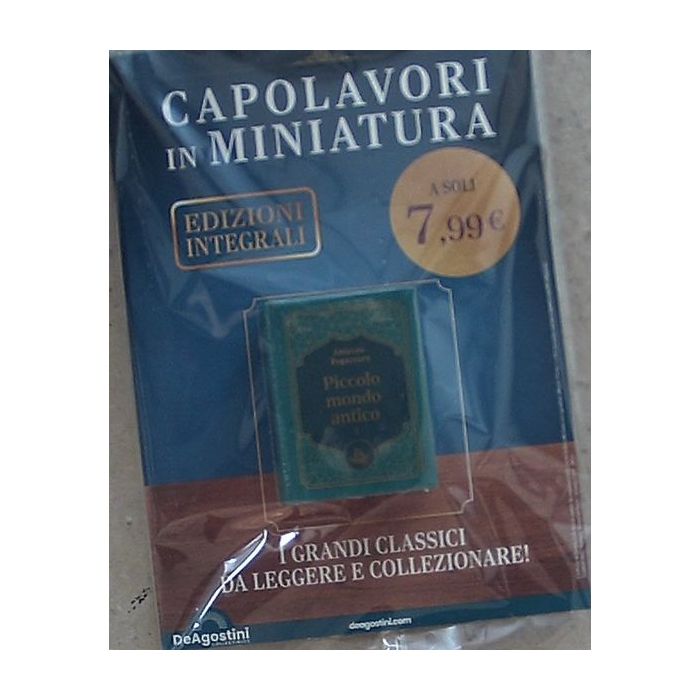 CAPOLAVORI
IN MINIATURA
EDIZIONI
INTEGRALI
A SOLI
7,99€
Antonio
Fogazzaro
Piccolo
mondo
antico
I GRANDI CLASSICI
DA LEGGERE E COLLEZIONARE!
DeAgostini
deagostini.com